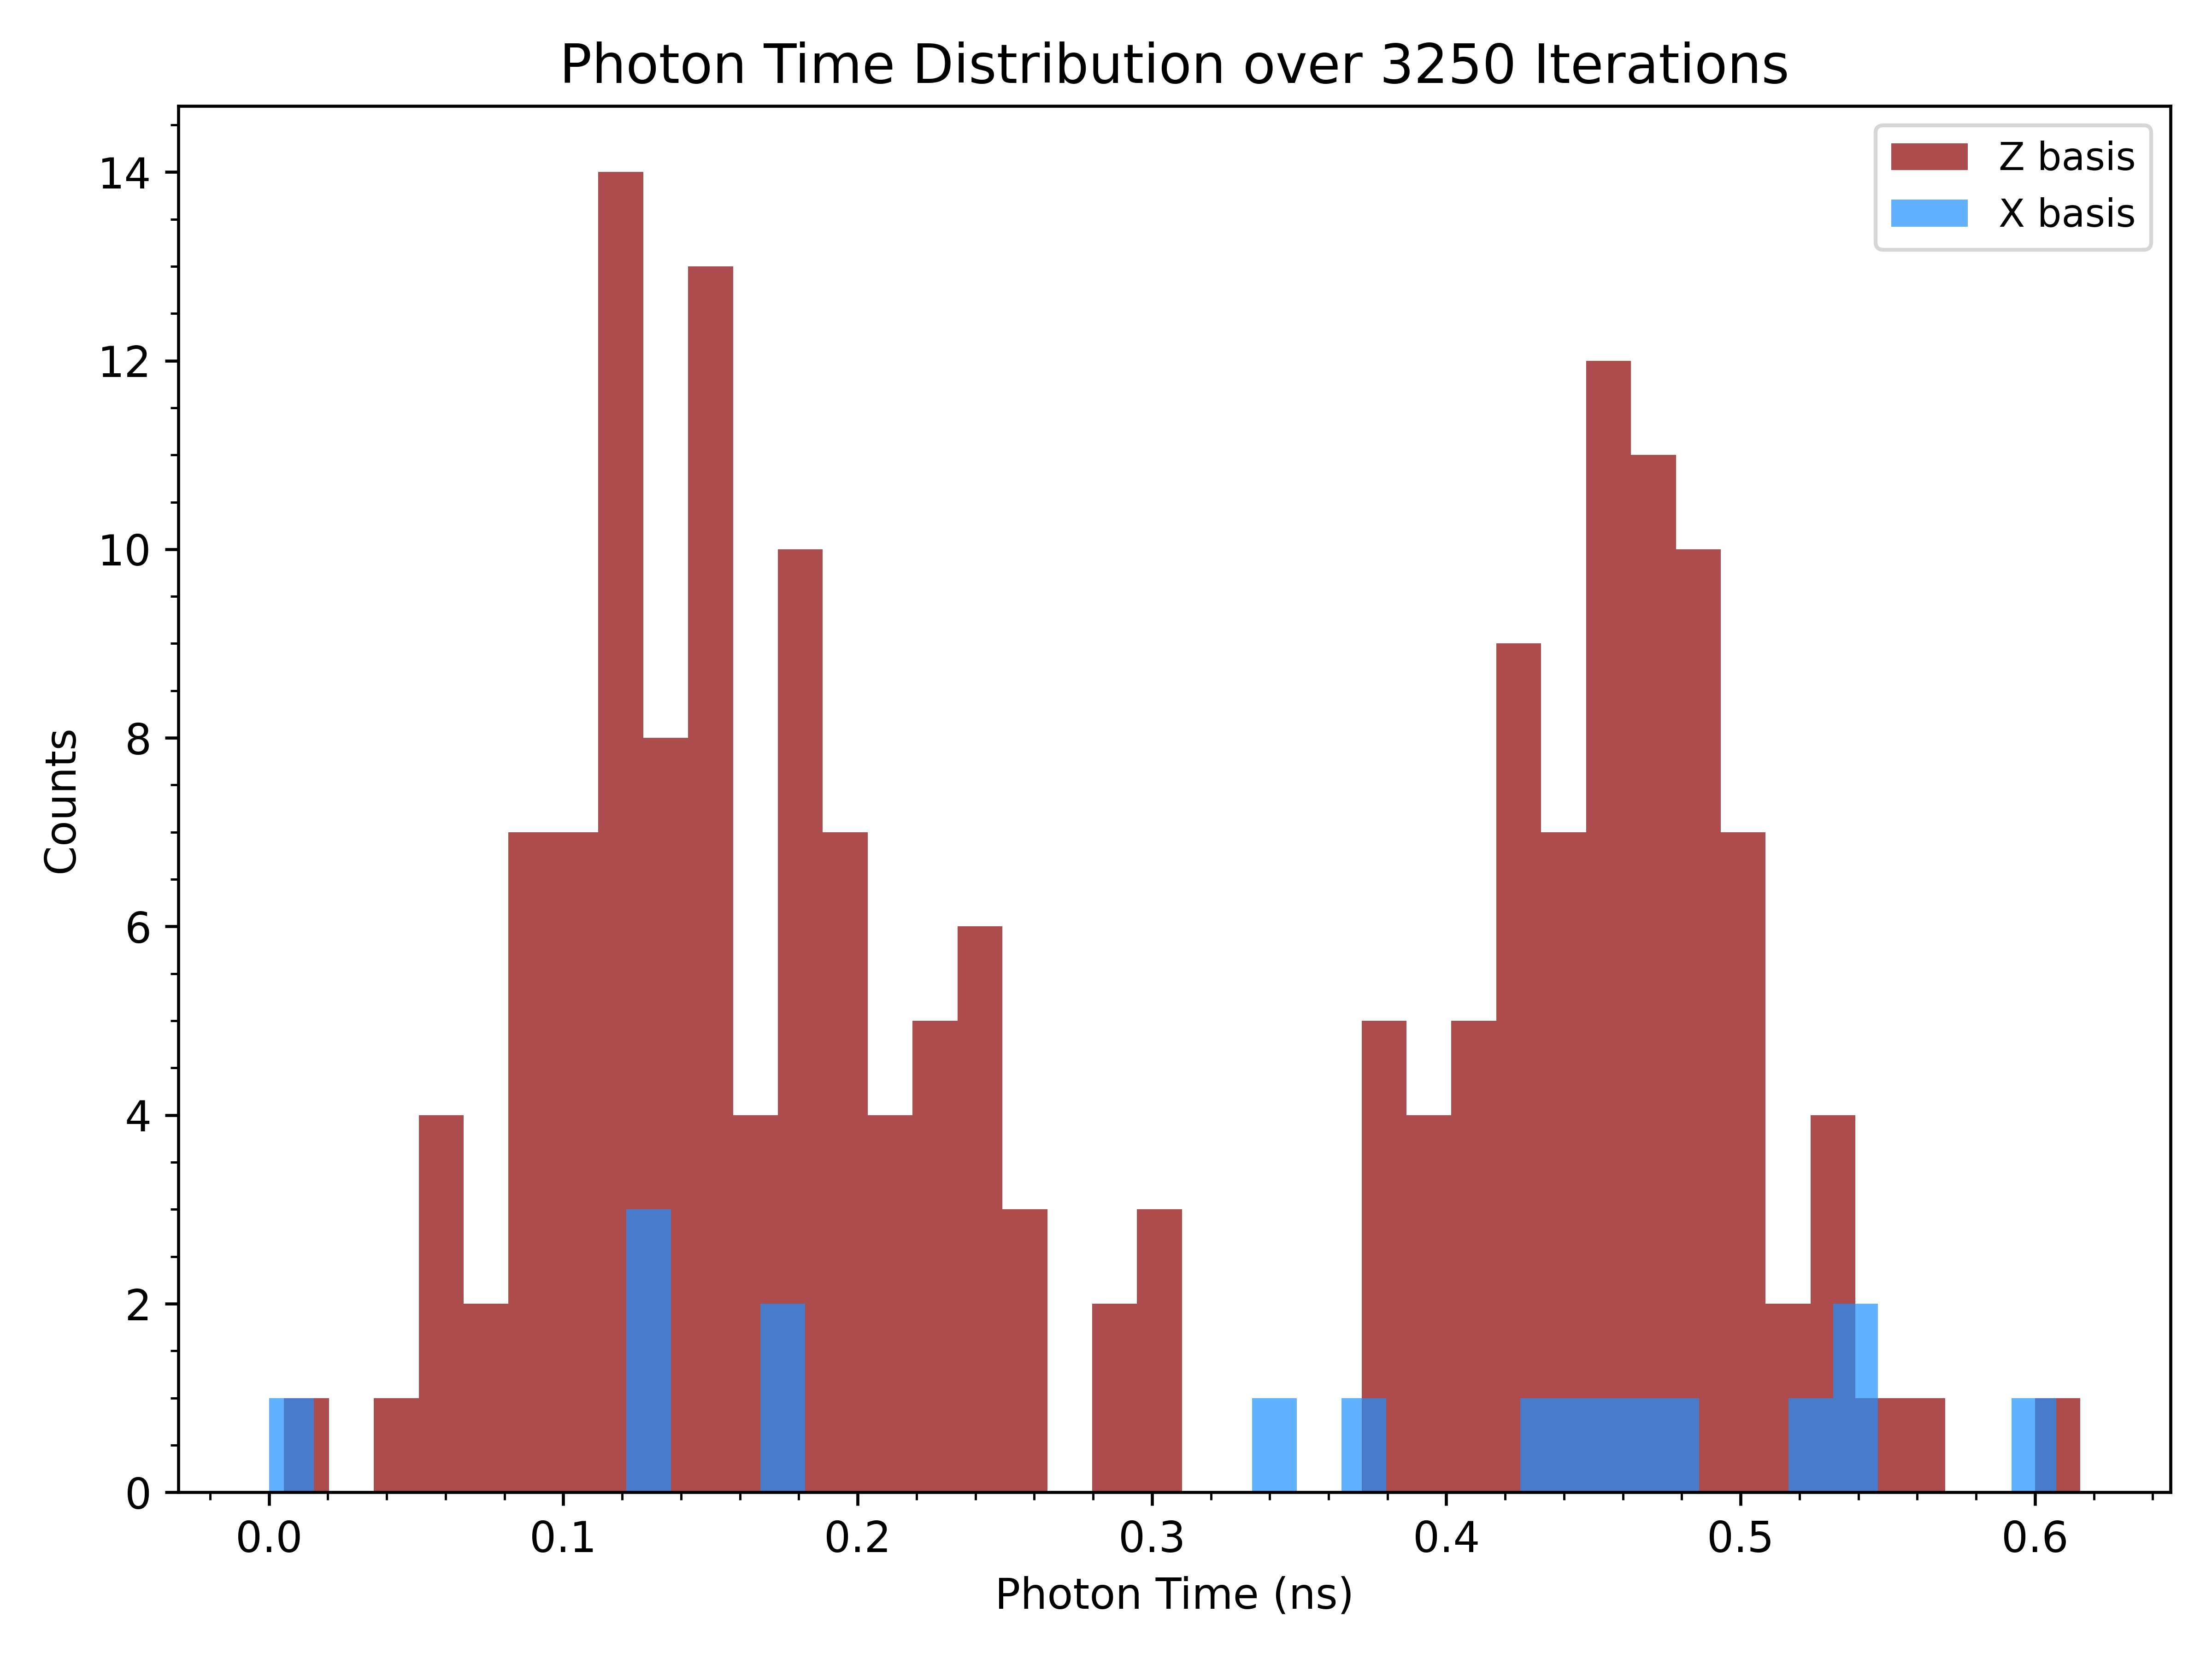 Photon Time Distribution over 3250 Iterations
Z basis
X basis
Counts
14
12
10
8
6
4
2
0
0.0 0.1 0.2 0.3 0.4 0.5 0.6
Photon Time (ns)